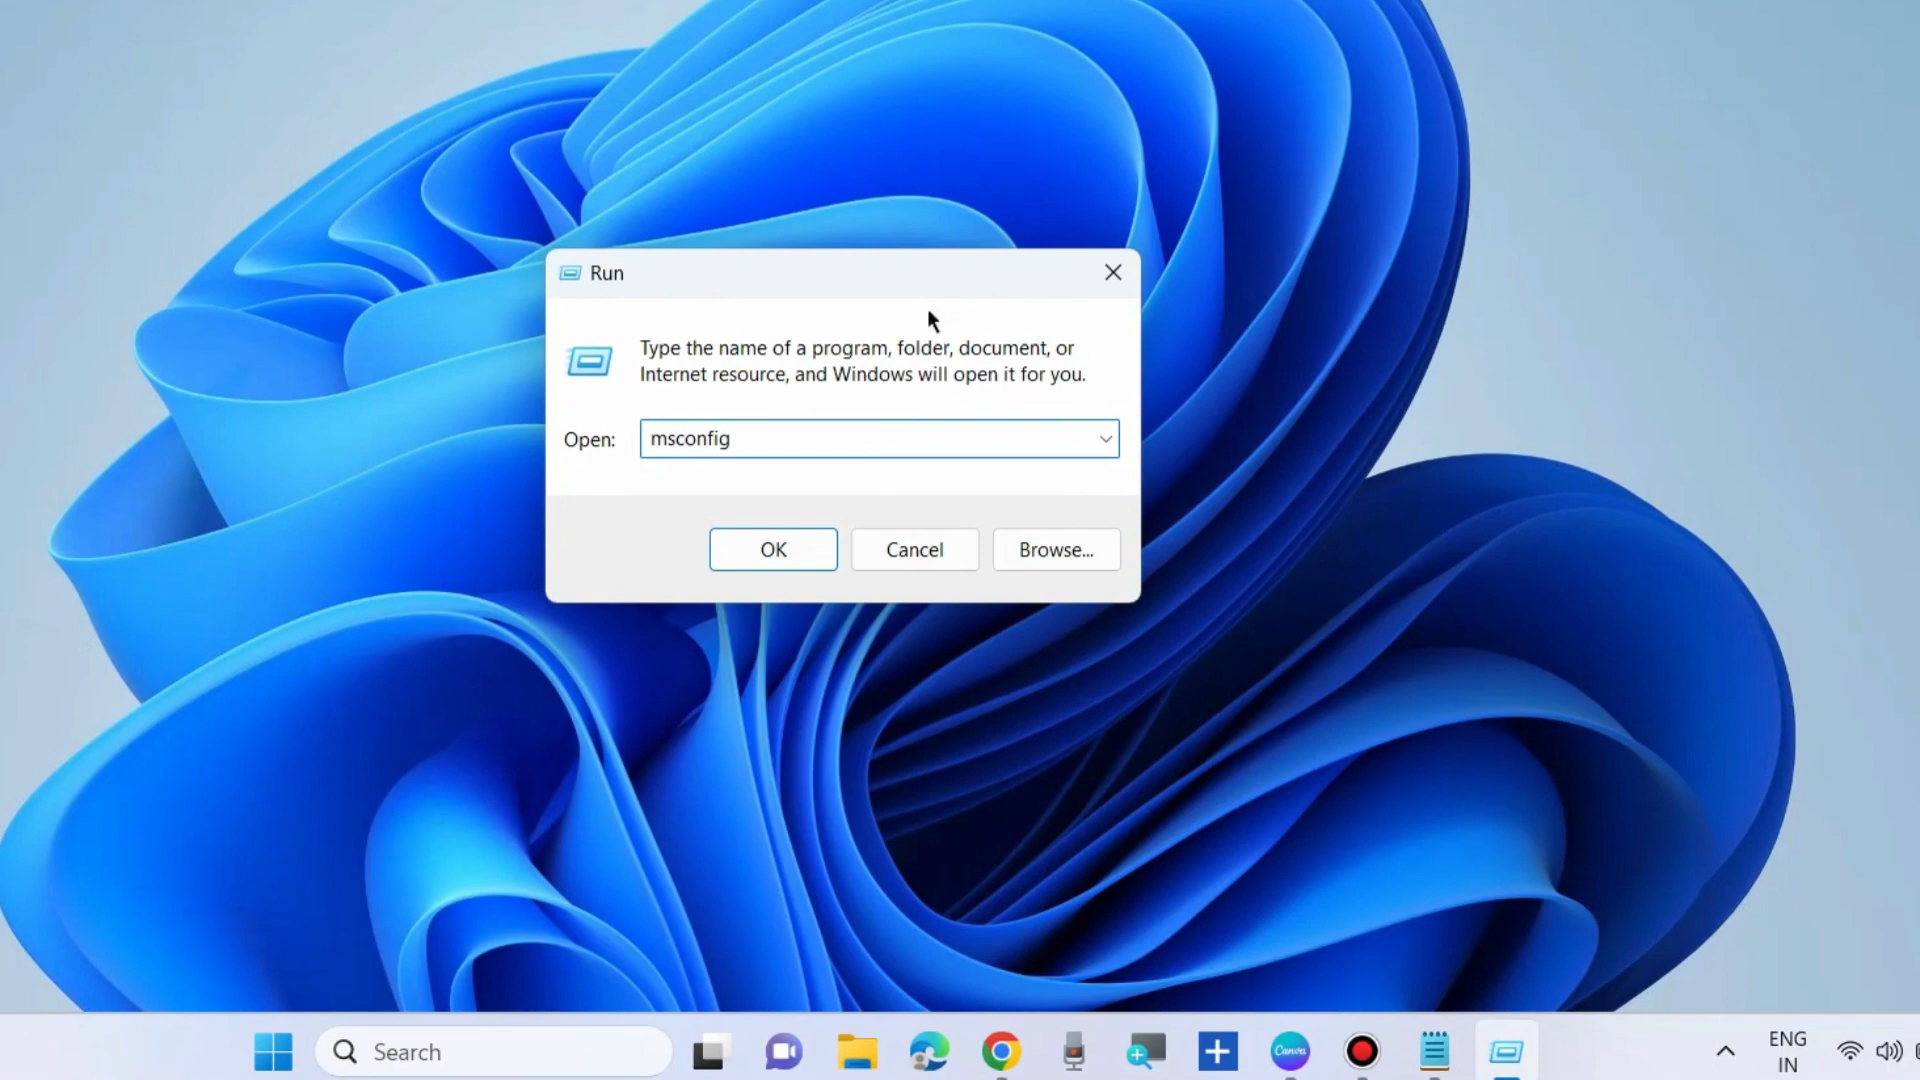 Run
Type the name of a program, folder, document, or
Internet resource, and Windows will open it for you.
Open: msconfig
OK Cancel Browse...
Search
Canva
ENG
IN